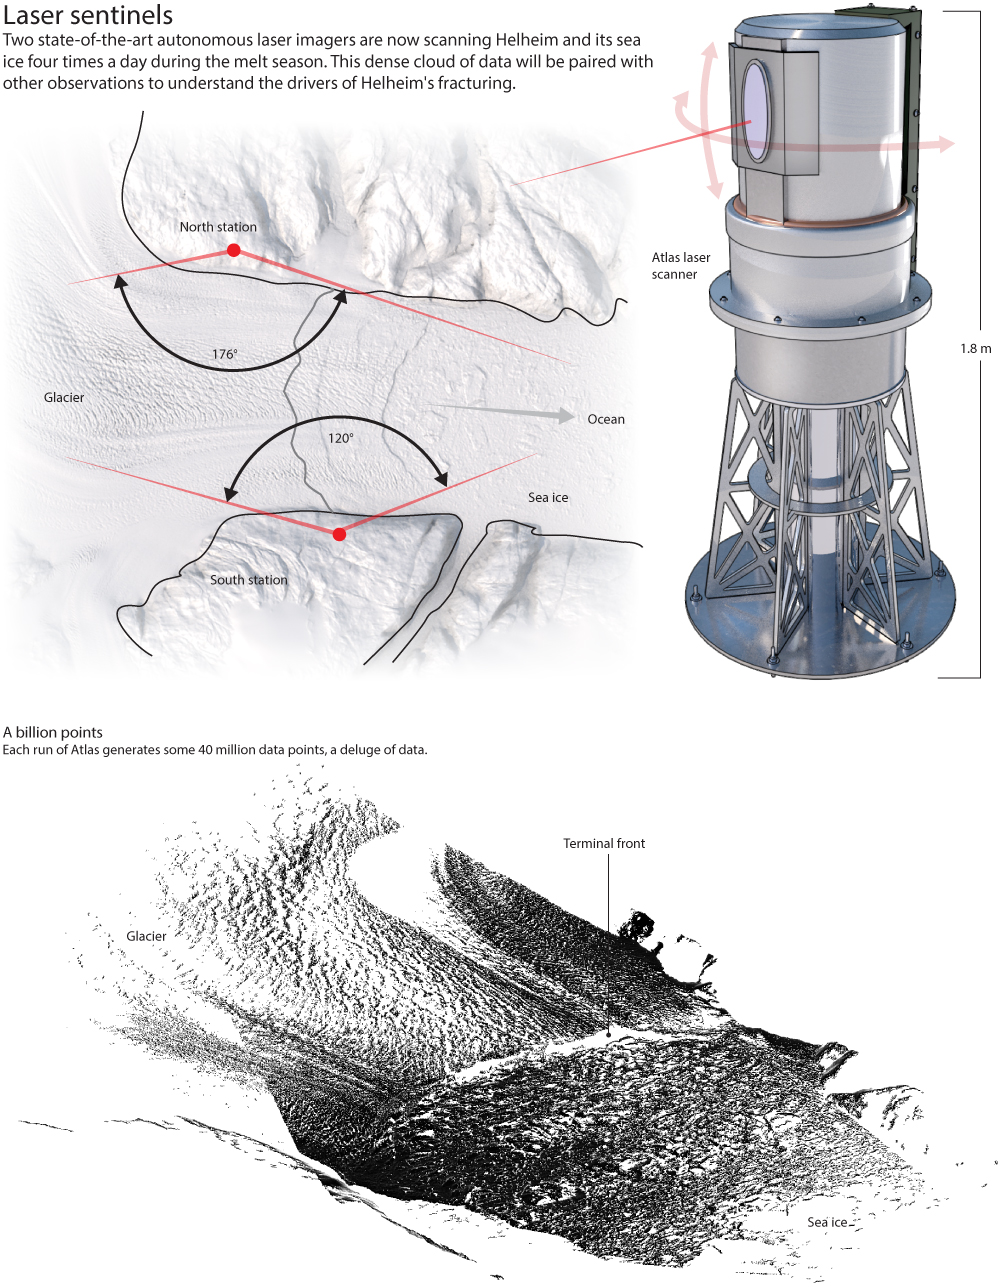 Laser sentinels
Two state-of-the-art autonomous laser imagers are now scanning Helheim and its sea
ice four times a day during the melt season. This dense cloud of data will be paired with
other observations to understand the drivers of Helheim's fracturing.
North station
176°
Glacier
120°
Ocean
Sea ice
South station
Atlas laser
scanner
1.8 m
A billion points
Each run of Atlas generates some 40 million data points, a deluge of data.
Terminal front
Glacier
Sea ice